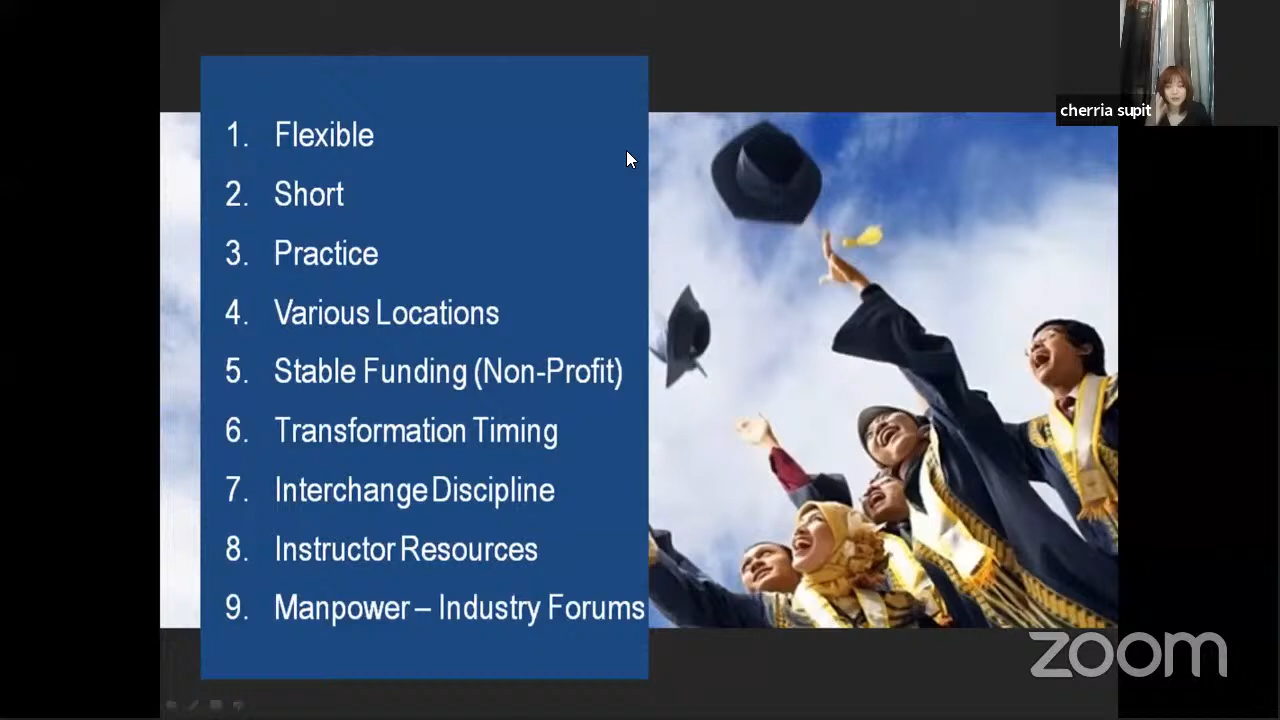 cherria supit
1. Flexible
2. Short
3. Practice
4. Various Locations
5. Stable Funding (Non-Profit)
6. Transformation Timing
7. Interchange Discipline
8. Instructor Resources
9. Manpower – Industry Forums
zoom